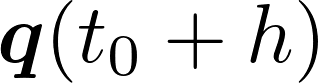 q(t₀ + h)